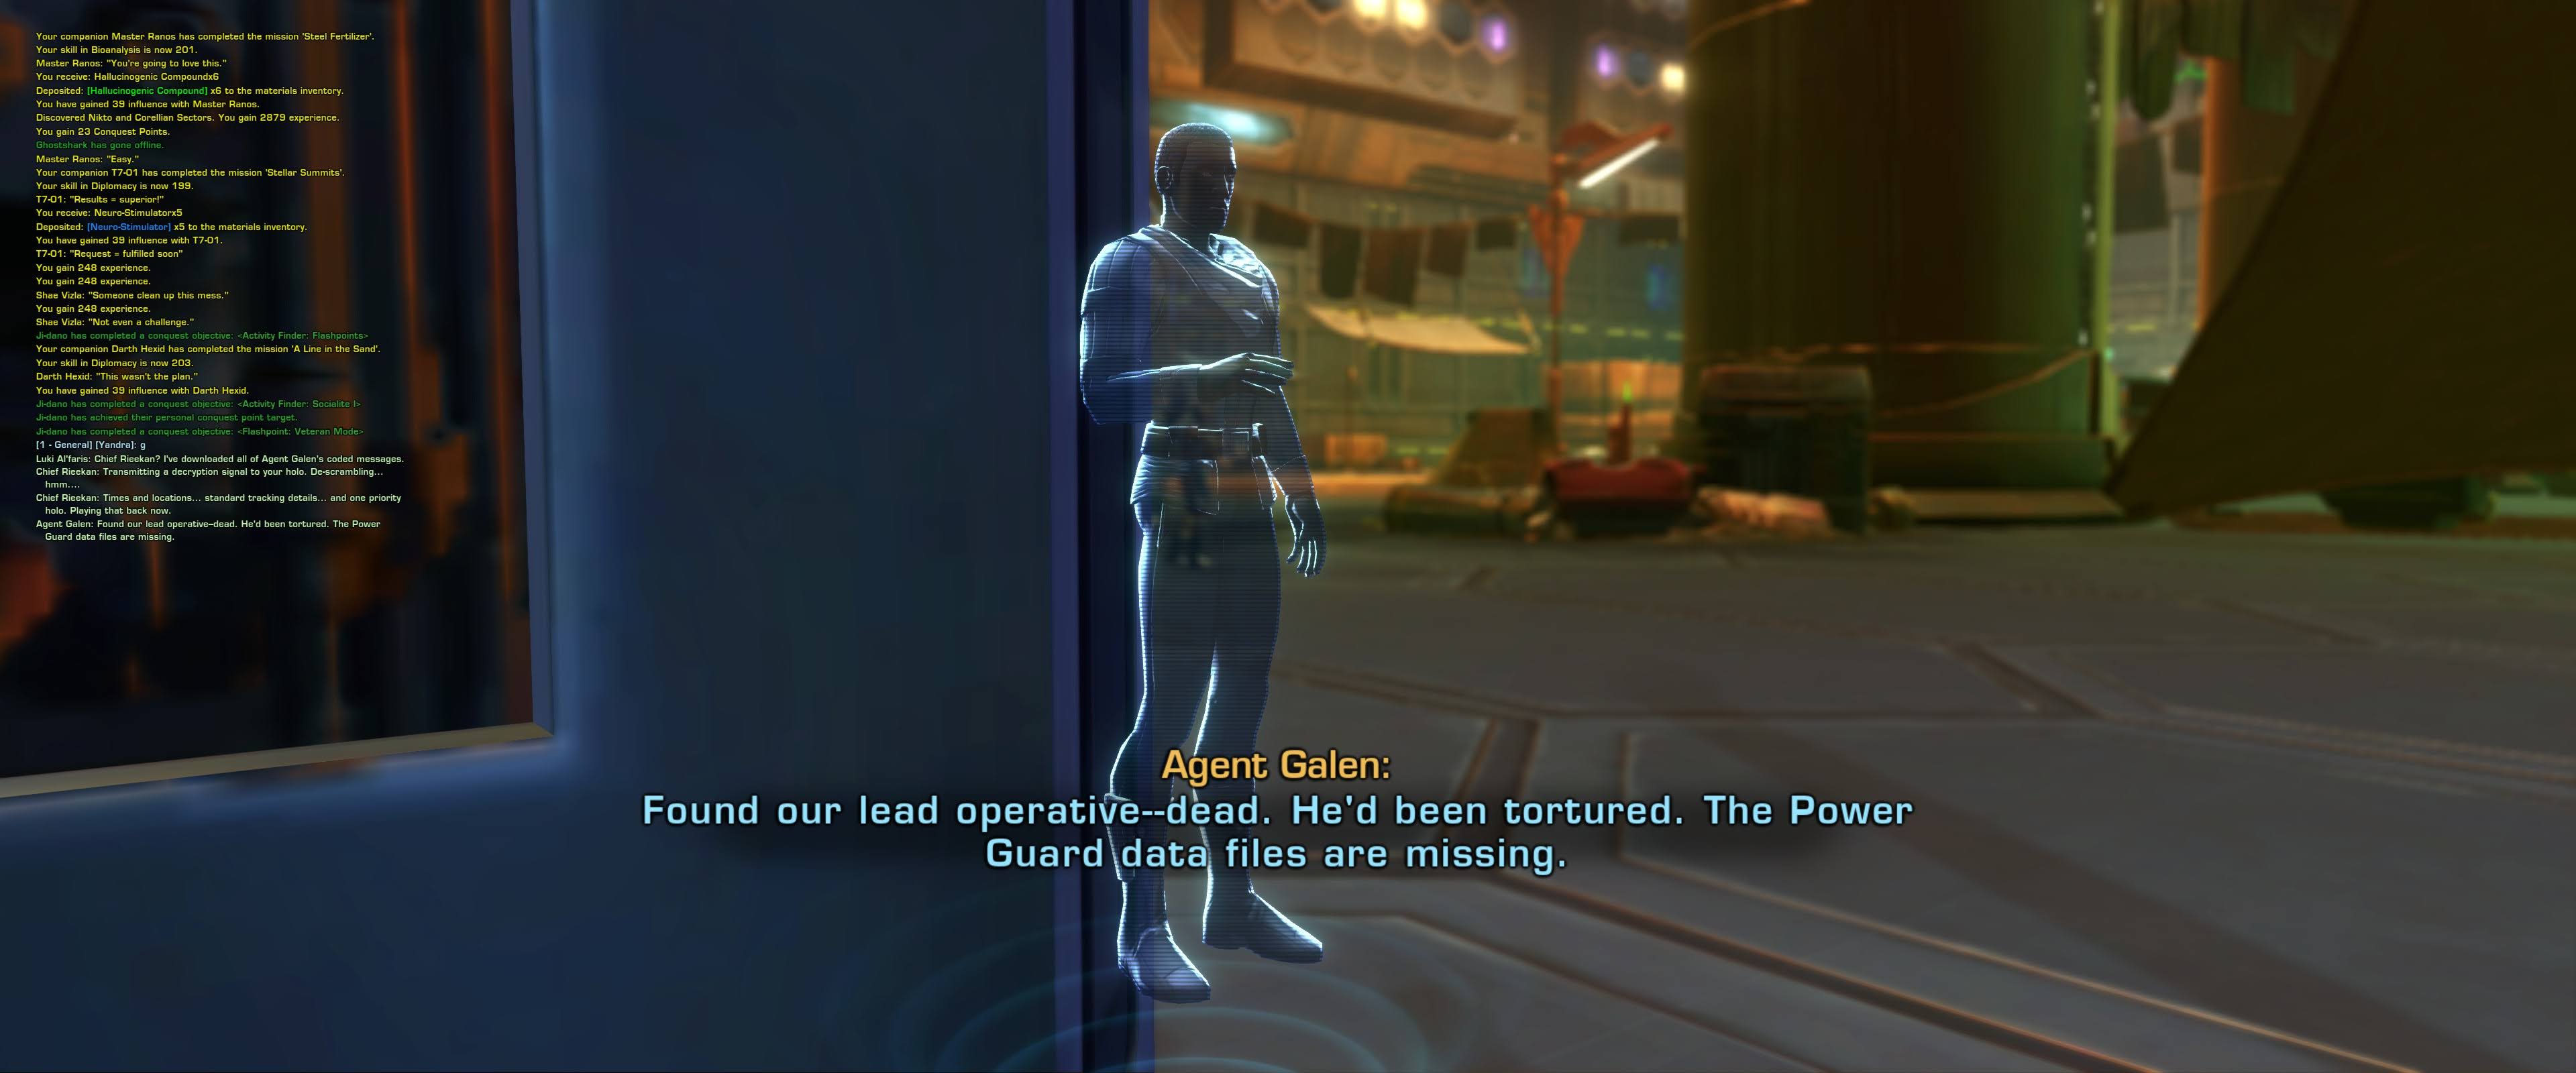 Your companion Master Ranos has completed the mission 'Steel Fertilizer'.
Your skill in Bioanalysis is now 201.
Master Ranos: "You're going to love this."
You receive: Hallucinogenic Compoundx6
Deposited: [Hallucinogenic Compound] x6 to the materials inventory.
You have gained 39 influence with Master Ranos.
Discovered Nikto and Corellian Sectors. You gain 2879 experience.
You gain 23 Conquest Points.
Ghostshark has gone offline.
Master Ranos: "Easy."
Your companion T7-01 has completed the mission 'Stellar Summits'.
Your skill in Diplomacy is now 199.
T7-01: "Results = superior!"
You receive: Neuro-Stimulatorx5
Deposited: [Neuro-Stimulator] x5 to the materials inventory.
You have gained 39 influence with T7-01.
T7-01: "Request = fulfilled soon"
You gain 248 experience.
You gain 248 experience.
Shae Vizla: "Someone clean up this mess."
You gain 248 experience.
Shae Vizla: "Not even a challenge."
Ji-dano has completed a conquest objective: <Activity Finder: Flashpoints>
Your companion Darth Hexid has completed the mission 'A Line in the Sand'.
Your skill in Diplomacy is now 203.
Darth Hexid: "This wasn't the plan."
You have gained 39 influence with Darth Hexid.
Ji-dano has completed a conquest objective: <Activity Finder: Socialite I>
Ji-dano has achieved their personal conquest point target.
Ji-dano has completed a conquest objective: <Flashpoint: Veteran Mode>
[1 - General] [Yandra]: g
Luki Al'faris: Chief Rieekan? I've downloaded all of Agent Galen's coded messages.
Chief Rieekan: Transmitting a decryption signal to your holo. De-scrambling...
hmm....
Chief Rieekan: Times and locations... standard tracking details... and one priority
holo. Playing that back now.
Agent Galen: Found our lead operative--dead. He'd been tortured. The Power
Guard data files are missing.
Agent Galen:
Found our lead operative--dead. He'd been tortured. The Power
Guard data files are missing.